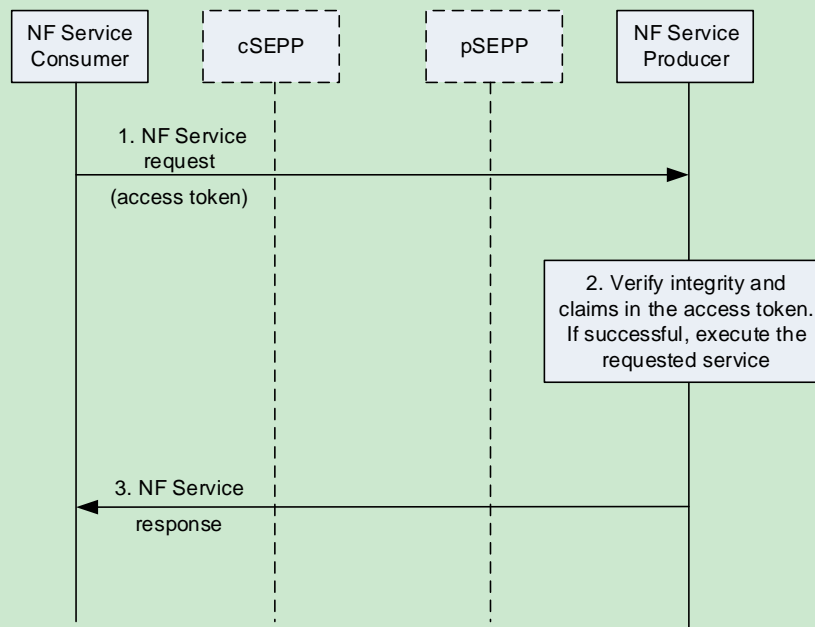 NF Service
Consumer
cSEPP
pSEPP
NF Service
Producer
1. NF Service
request
(access token)
2. Verify integrity and
claims in the access token.
If successful, execute the
requested service
3. NF Service
response